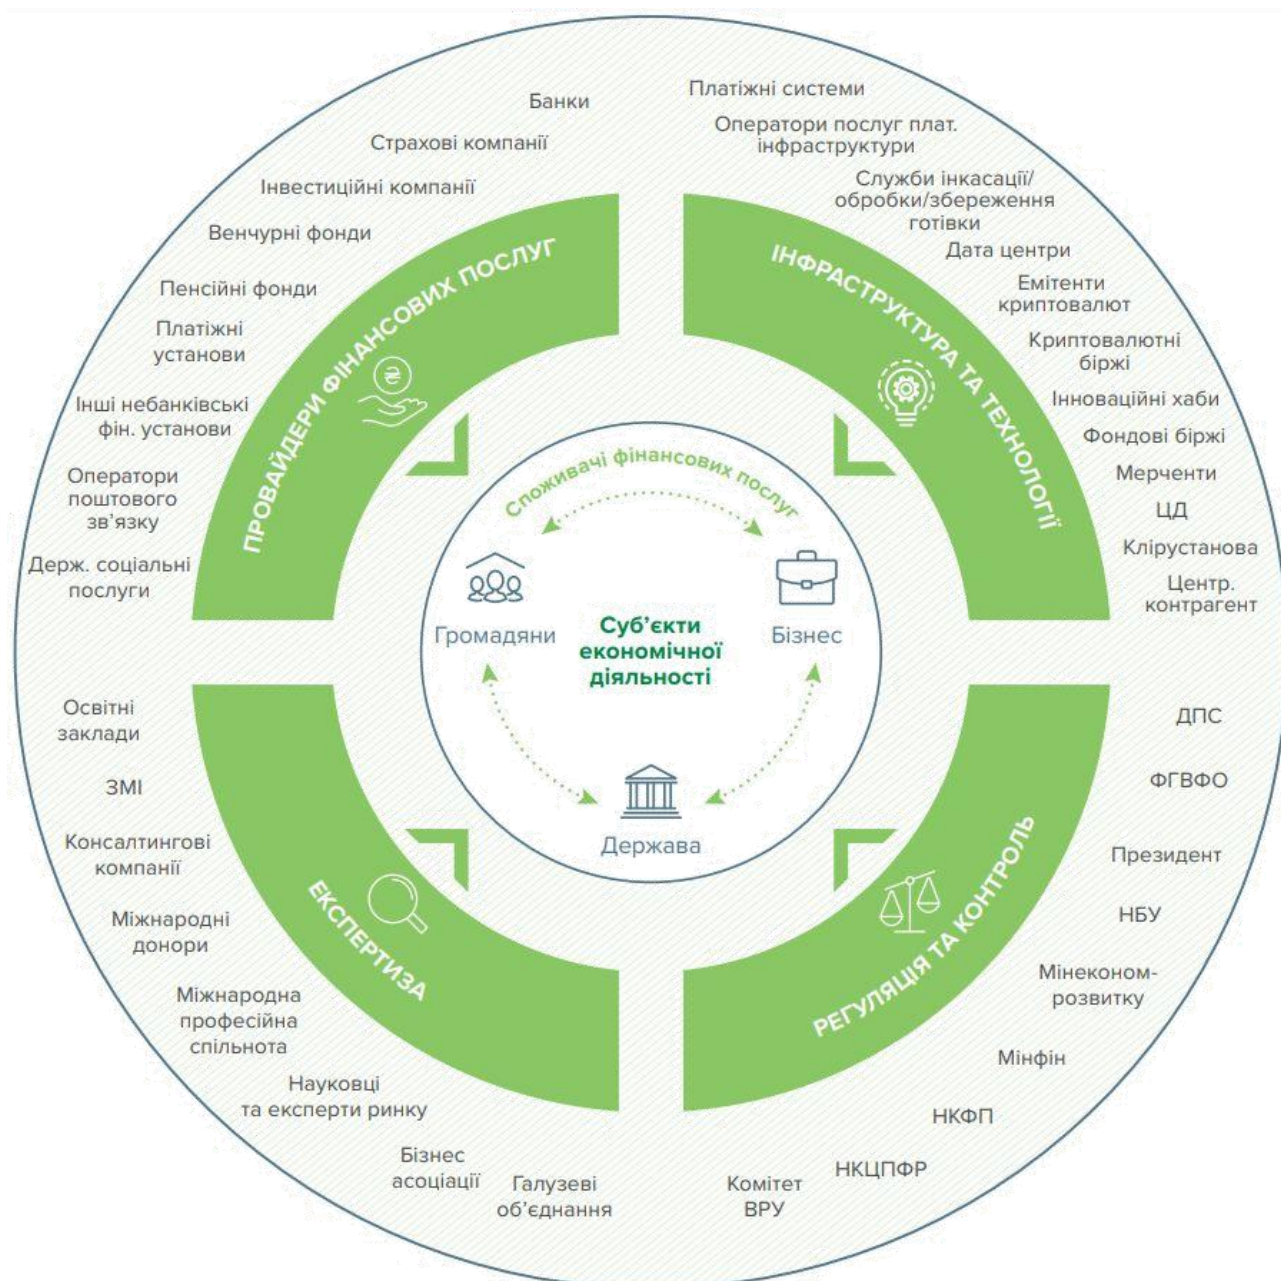 Банки
Страхові компанії
Інвестиційні компанії
Венчурні фонди
Пенсійні фонди
Платіжні
установи
Інші небанківські
фін. установи
Оператори
поштового
зв’язку
Держ. соціальні
послуги
ПРОВАЙДЕРИ ФІНАНСОВИХ ПОСЛУГ
₴
Платіжні системи
Оператори послуг плат.
інфраструктури
Служби інкасації/
обробки/збереження
готівки
Дата центри
Емітенти
криптовалют
Криптовалютні
біржі
Інноваційні хаби
Фондові біржі
Мерченти
ЦД
Клірустанова
Центр.
контрагент
ІНФРАСТРУКТУРА ТА ТЕХНОЛОГІЇ
Споживачі фінансових послуг
Громадяни
Суб’єкти
економічної
діяльності
Бізнес
Держава
Освітні
заклади
ЗМІ
Консалтингові
компанії
Міжнародні
донори
Міжнародна
професійна
спільнота
Науковці
та експерти ринку
Бізнес
асоціації
Галузеві
об’єднання
ЕКСПЕРТИЗА
ДПС
ФГВФО
Президент
НБУ
Мінеконом-
розвитку
Мінфін
НКФП
НКЦПФР
Комітет
ВРУ
РЕГУЛЯЦІЯ ТА КОНТРОЛЬ